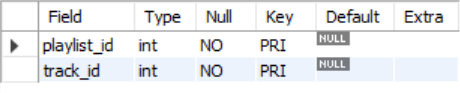 Field Type Null Key Default Extra
playlist_id int NO PRI NULL
track_id int NO PRI NULL